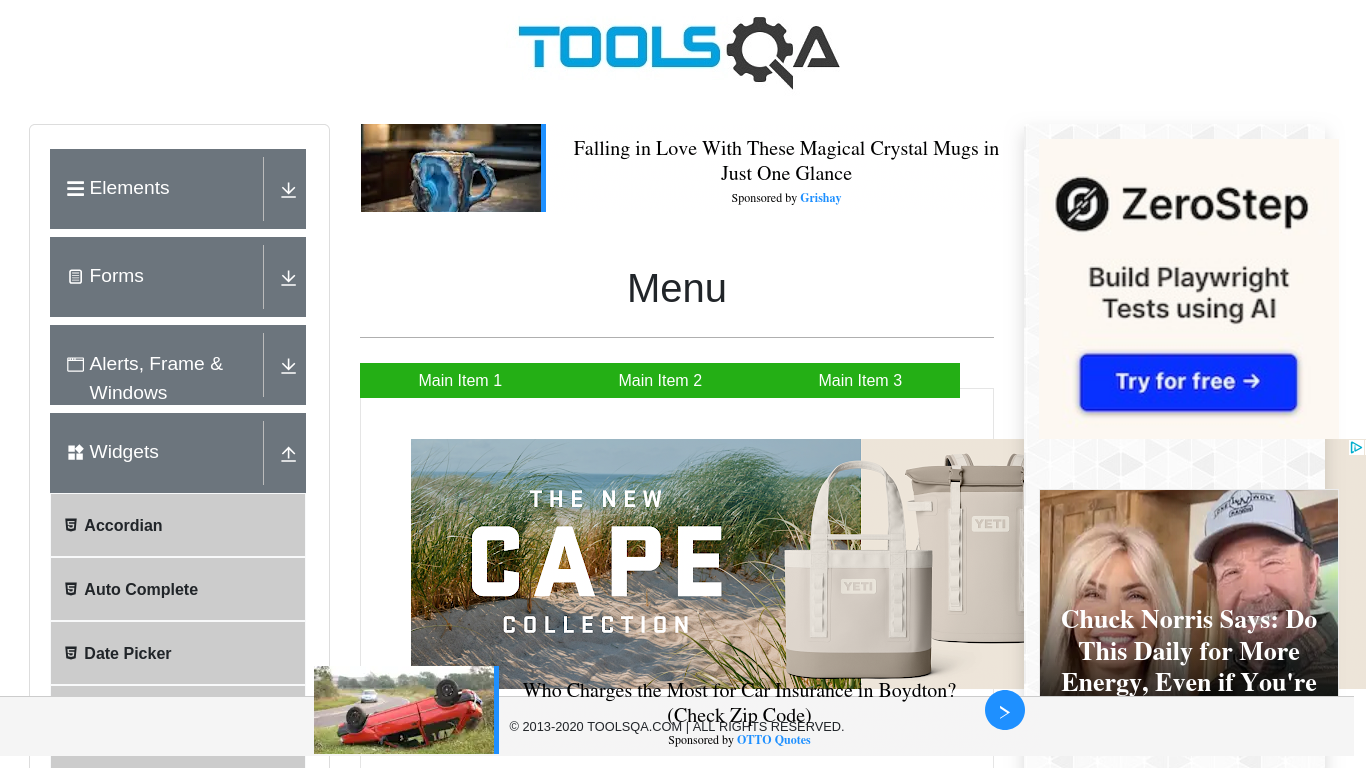 TOOLSQA
Elements
Forms
Alerts, Frame &
Windows
Widgets
Accordian
Auto Complete
Date Picker
Falling in Love With These Magical Crystal Mugs in
Just One Glance
Sponsored by Grishay
Menu
Main Item 1
Main Item 2
Main Item 3
THE NEW
CAPE
COLLECTION
YETI
YETI
ZeroStep
Build Playwright
Tests using AI
Try for free →
LONE WOLF
Chuck Norris Says: Do
This Daily for More
Energy, Even if You're
Who Charges the Most for Car Insurance in Boydton?
(Check Zip Code)
Sponsored by OTTO Quotes
© 2013-2020 TOOLSQA.COM | ALL RIGHTS RESERVED.